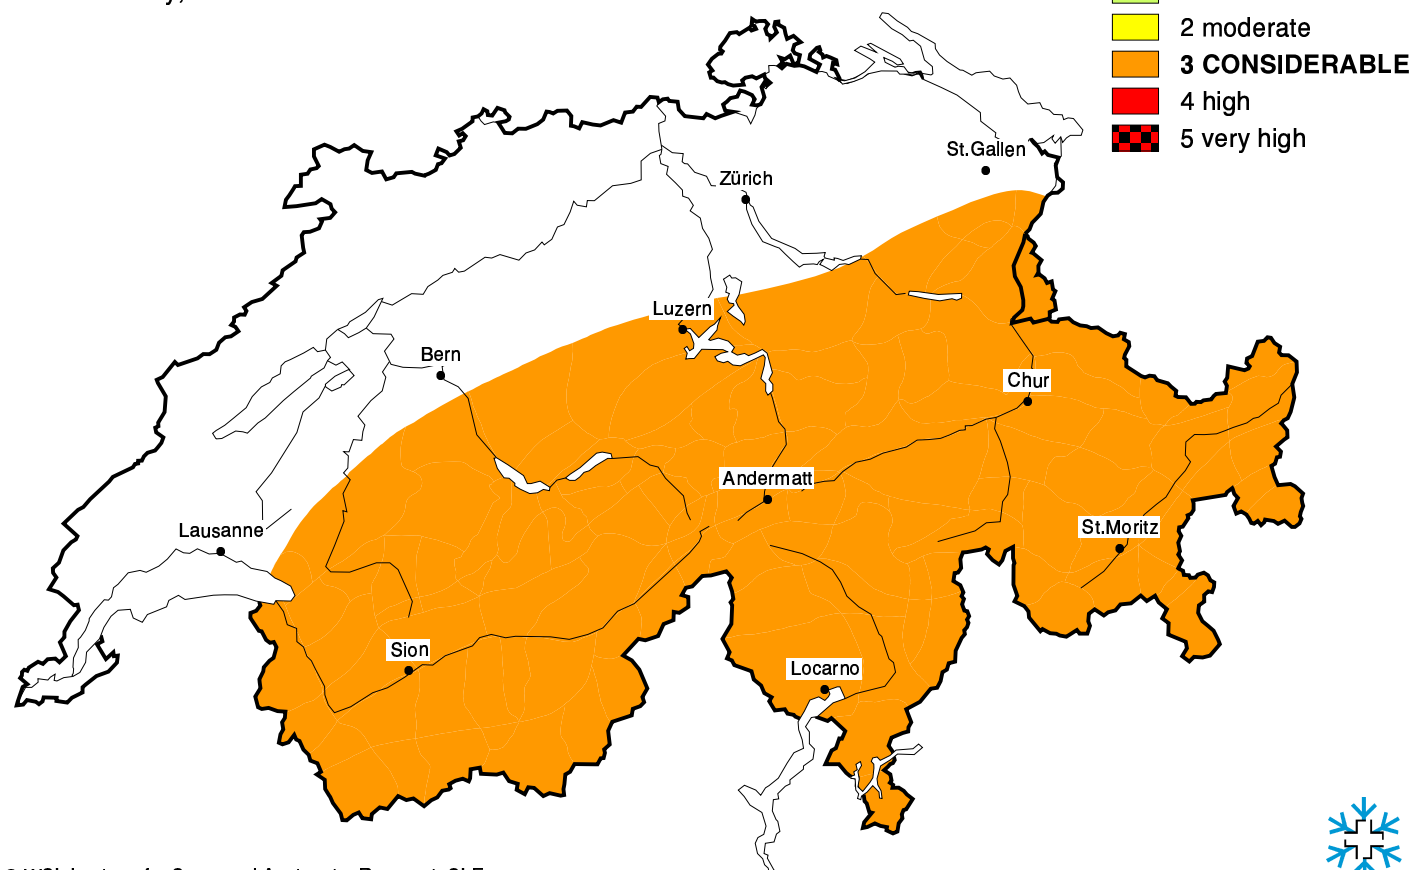 2 moderate
3 CONSIDERABLE
4 high
5 very high
St.Gallen
Zürich
Luzern
Bern
Chur
Andermatt
St.Moritz
Lausanne
Sion
Locarno